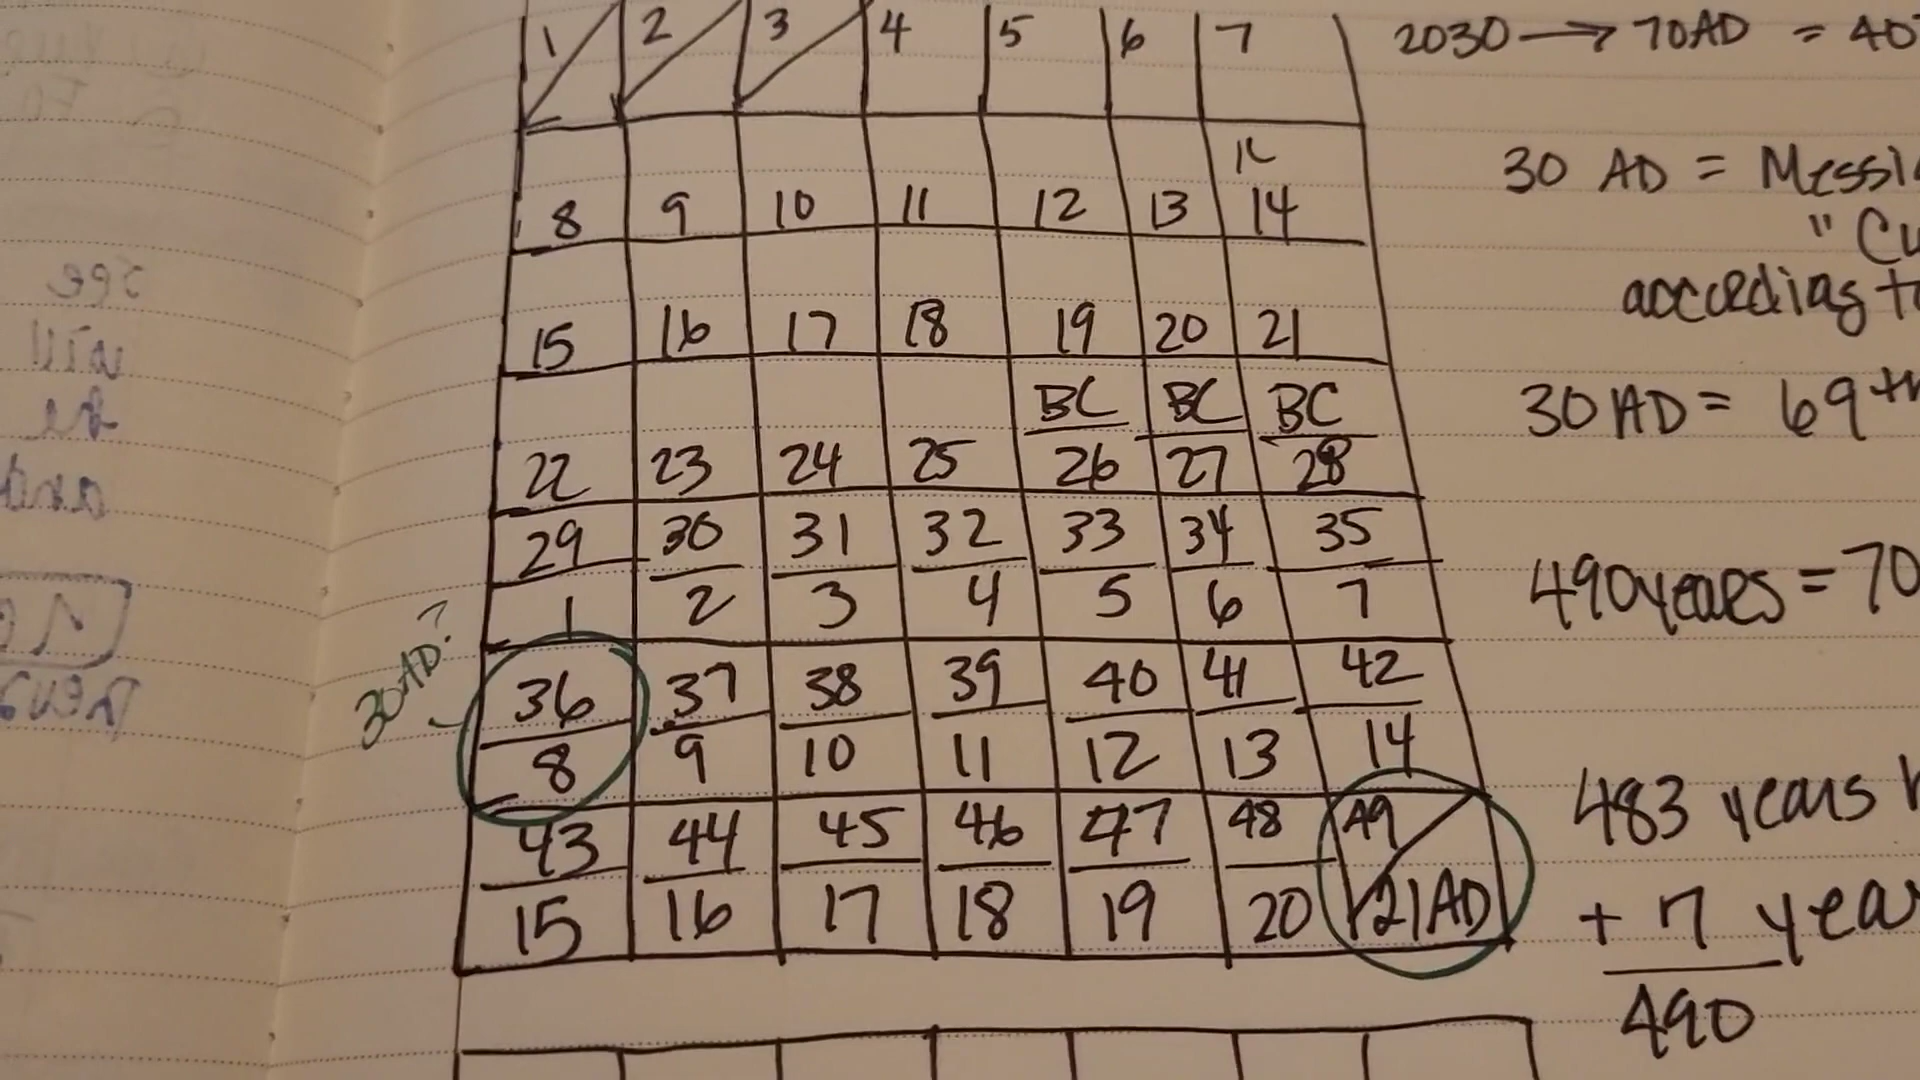 1 2 3 4 5 6 7
8 9 10 11 12 13 14
15 16 17 18 19 20 21
BC BC BC
22 23 24 25 26 27 28
29 30 31 32 33 34 35
1 2 3 4 5 6 7
30 AD?
36 37 38 39 40 41 42
8 9 10 11 12 13 14
43 44 45 46 47 48 49
15 16 17 18 19 20 21AD
2030 → 70AD =
30 AD =
according
30 AD = 69th
490 years = 70
483 years
+ 7
490